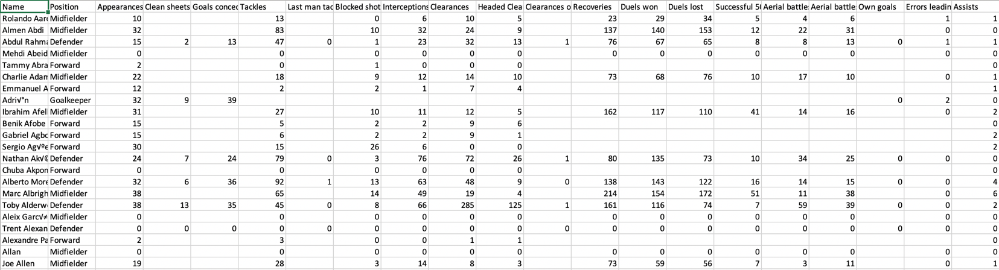 Name Position Appearances Clean sheets Goals conced Tackles Last man tac Blocked shot Interceptions Clearances Headed Clea Clearances o Recoveries Duels won Duels lost Successful 50 Aerial battle Aerial battle Own goals Errors leadin Assists
Rolando Aaro Midfielder 10 13 0 6 10 5 23 29 34 5 4 6 1 1
Almen Abdi Midfielder 32 83 10 32 24 9 137 140 153 12 22 31 0 0
Abdul Rahma Defender 15 2 13 47 0 1 23 32 13 1 76 67 65 8 8 13 0 1 1
Mehdi Abeid Midfielder 0 0 0 0 0 0 0 0 0 0 0 0 0 0
Tammy Abra Forward 2 0 1 0 0 0 0
Charlie Adam Midfielder 22 18 9 12 14 10 73 68 76 10 17 10 0 1
Emmanuel A Forward 12 2 2 1 7 4 1
Adri√°n Goalkeeper 32 9 39 0 2 0
Ibrahim Afel Midfielder 31 27 10 11 12 5 162 117 110 41 14 16 0 2
Benik Afobe Forward 15 5 2 2 9 6 0
Gabriel Agbo Forward 15 6 2 2 9 1 2
Sergio Ag√ºe Forward 30 15 26 6 0 0 2
Nathan Ak√© Defender 24 7 24 79 0 3 76 72 26 1 80 135 73 10 34 25 0 0 0
Chuba Akpom Forward 0 0 0 0 0 0 0
Alberto More Defender 32 6 36 92 1 13 63 48 9 0 138 143 122 16 14 15 0 0 4
Marc Albrigh Midfielder 38 65 14 49 19 4 214 154 172 51 11 38 0 6
Toby Alderw Defender 38 13 35 45 0 8 66 285 125 1 161 116 74 7 59 39 0 0 2
Aleix Garc√≠ Midfielder 0 0 0 0 0 0 0 0 0 0 0 0 0 0
Trent Alexan Defender 0 0 0 0 0 0 0 0 0 0 0 0 0 0 0 0 0 0 0
Alexandre Pa Forward 2 3 0 0 1 1 0
Allan Midfielder 0 0 0 0 0 0 0 0 0 0 0 0 0 0
Joe Allen Midfielder 19 28 3 14 8 3 73 59 56 7 3 11 0 1